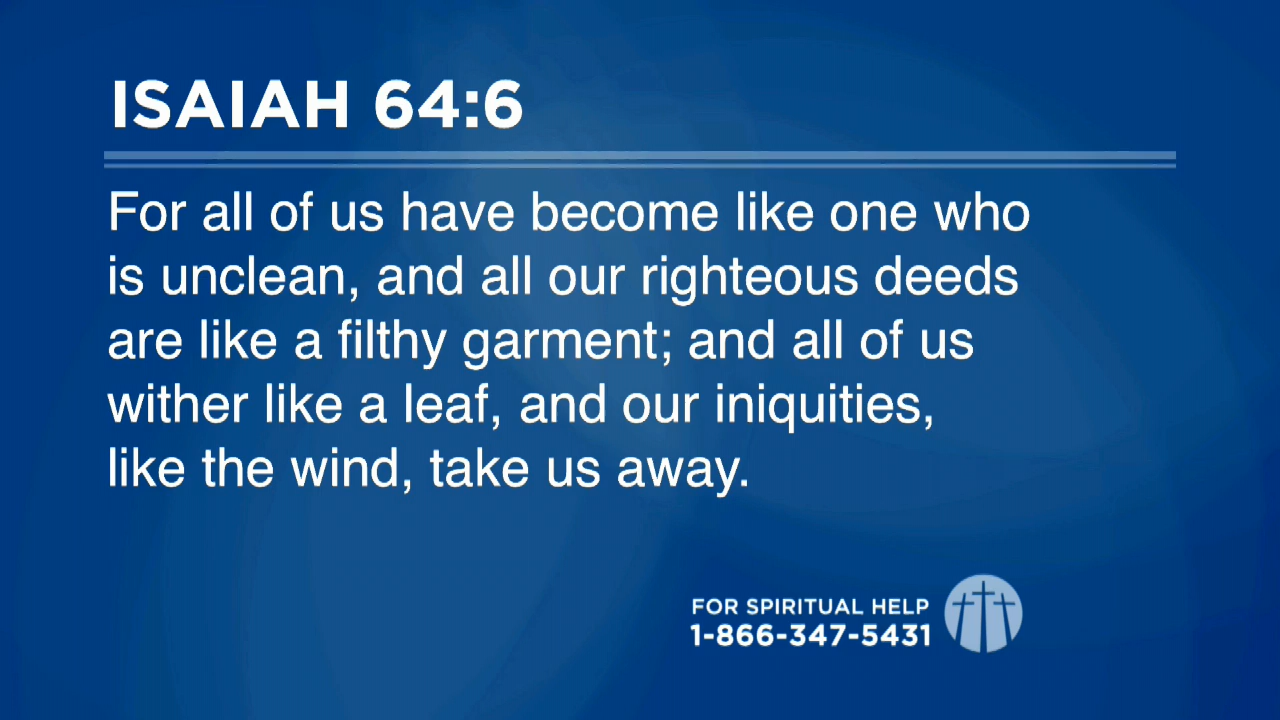 ISAIAH 64:6
For all of us have become like one who
is unclean, and all our righteous deeds
are like a filthy garment; and all of us
wither like a leaf, and our iniquities,
like the wind, take us away.
FOR SPIRITUAL HELP
1-866-347-5431